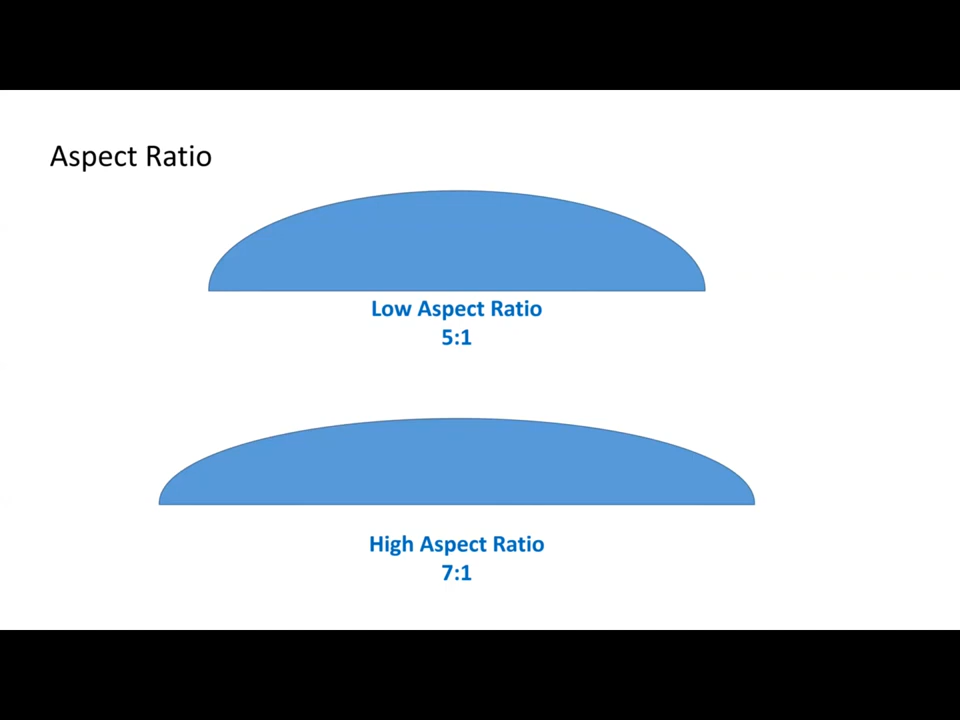 Aspect Ratio
Low Aspect Ratio
5:1
High Aspect Ratio
7:1